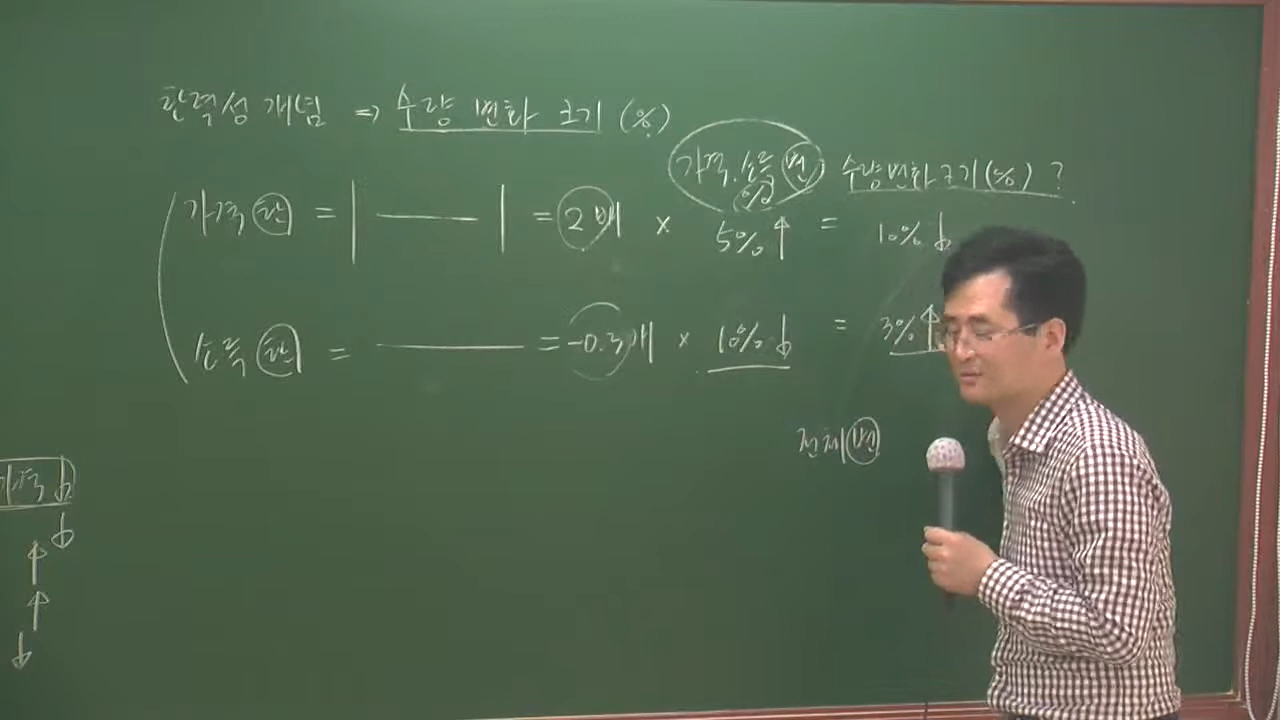 탄력성 개념 ⇒ 수량 변화 크기 (%)
가격·소득 변 수량변화 크기(%) ?
%
가격 탄 = | ─── | = 2배 × 5%↑ = 10%↓
소득 탄 = ─── = -0.3배 × 10%↓ = 3%↑
전체 변
가격↓
↓
↑
↑
↓